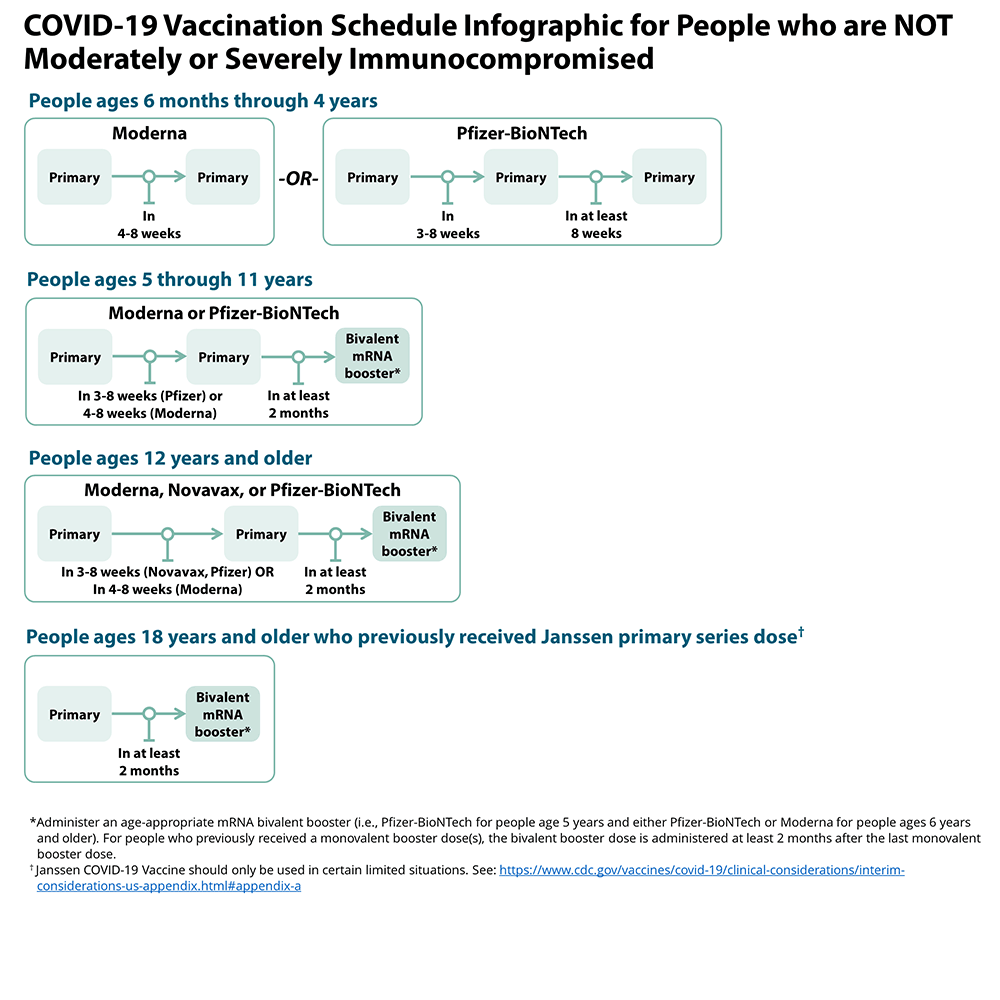 COVID-19 Vaccination Schedule Infographic for People who are NOT
Moderately or Severely Immunocompromised
People ages 6 months through 4 years
Moderna
Primary
Primary
In
4-8 weeks
-OR-
Pfizer-BioNTech
Primary
Primary
Primary
In
3-8 weeks
In at least
8 weeks
People ages 5 through 11 years
Moderna or Pfizer-BioNTech
Primary
Primary
Bivalent
mRNA
booster*
In 3-8 weeks (Pfizer) or
4-8 weeks (Moderna)
In at least
2 months
People ages 12 years and older
Moderna, Novavax, or Pfizer-BioNTech
Primary
Primary
Bivalent
mRNA
booster*
In 3-8 weeks (Novavax, Pfizer) OR
In 4-8 weeks (Moderna)
In at least
2 months
People ages 18 years and older who previously received Janssen primary series dose†
Primary
Bivalent
mRNA
booster*
In at least
2 months
*Administer an age-appropriate mRNA bivalent booster (i.e., Pfizer-BioNTech for people age 5 years and either Pfizer-BioNTech or Moderna for people ages 6 years
and older). For people who previously received a monovalent booster dose(s), the bivalent booster dose is administered at least 2 months after the last monovalent
booster dose.
†Janssen COVID-19 Vaccine should only be used in certain limited situations. See: https://www.cdc.gov/vaccines/covid-19/clinical-considerations/interim-
considerations-us-appendix.html#appendix-a